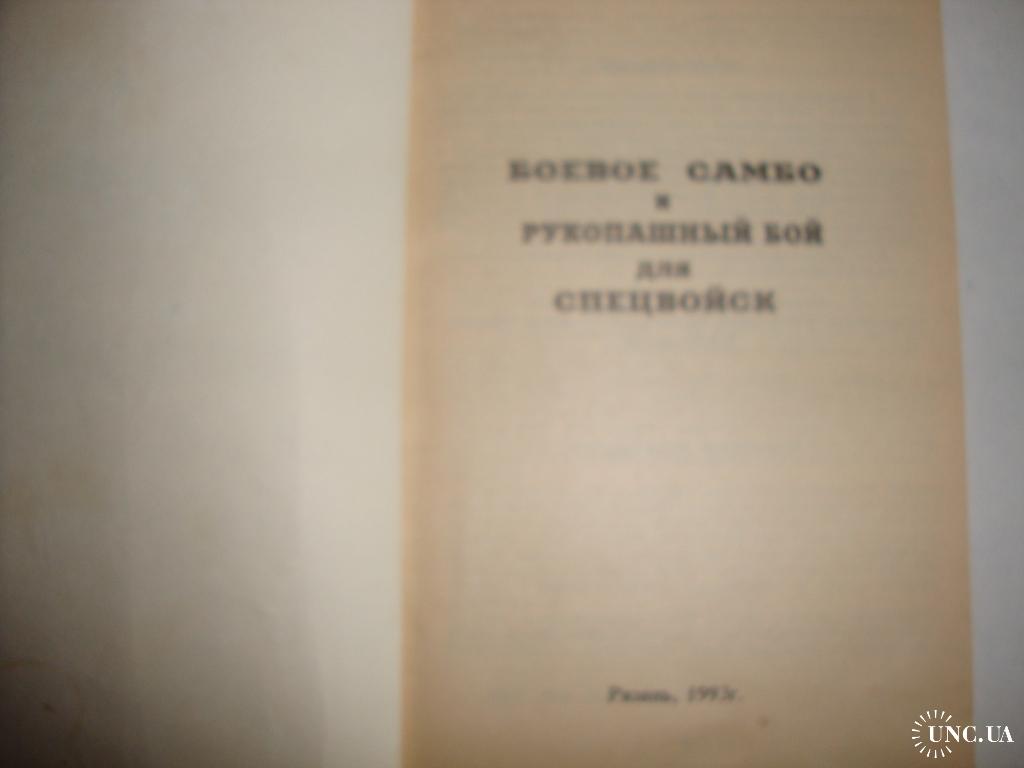 БОЕВОЕ САМБО
и
РУКОПАШНЫЙ БОЙ
для
СПЕЦВОЙСК
Рязань, 1993г.
UNC.UA